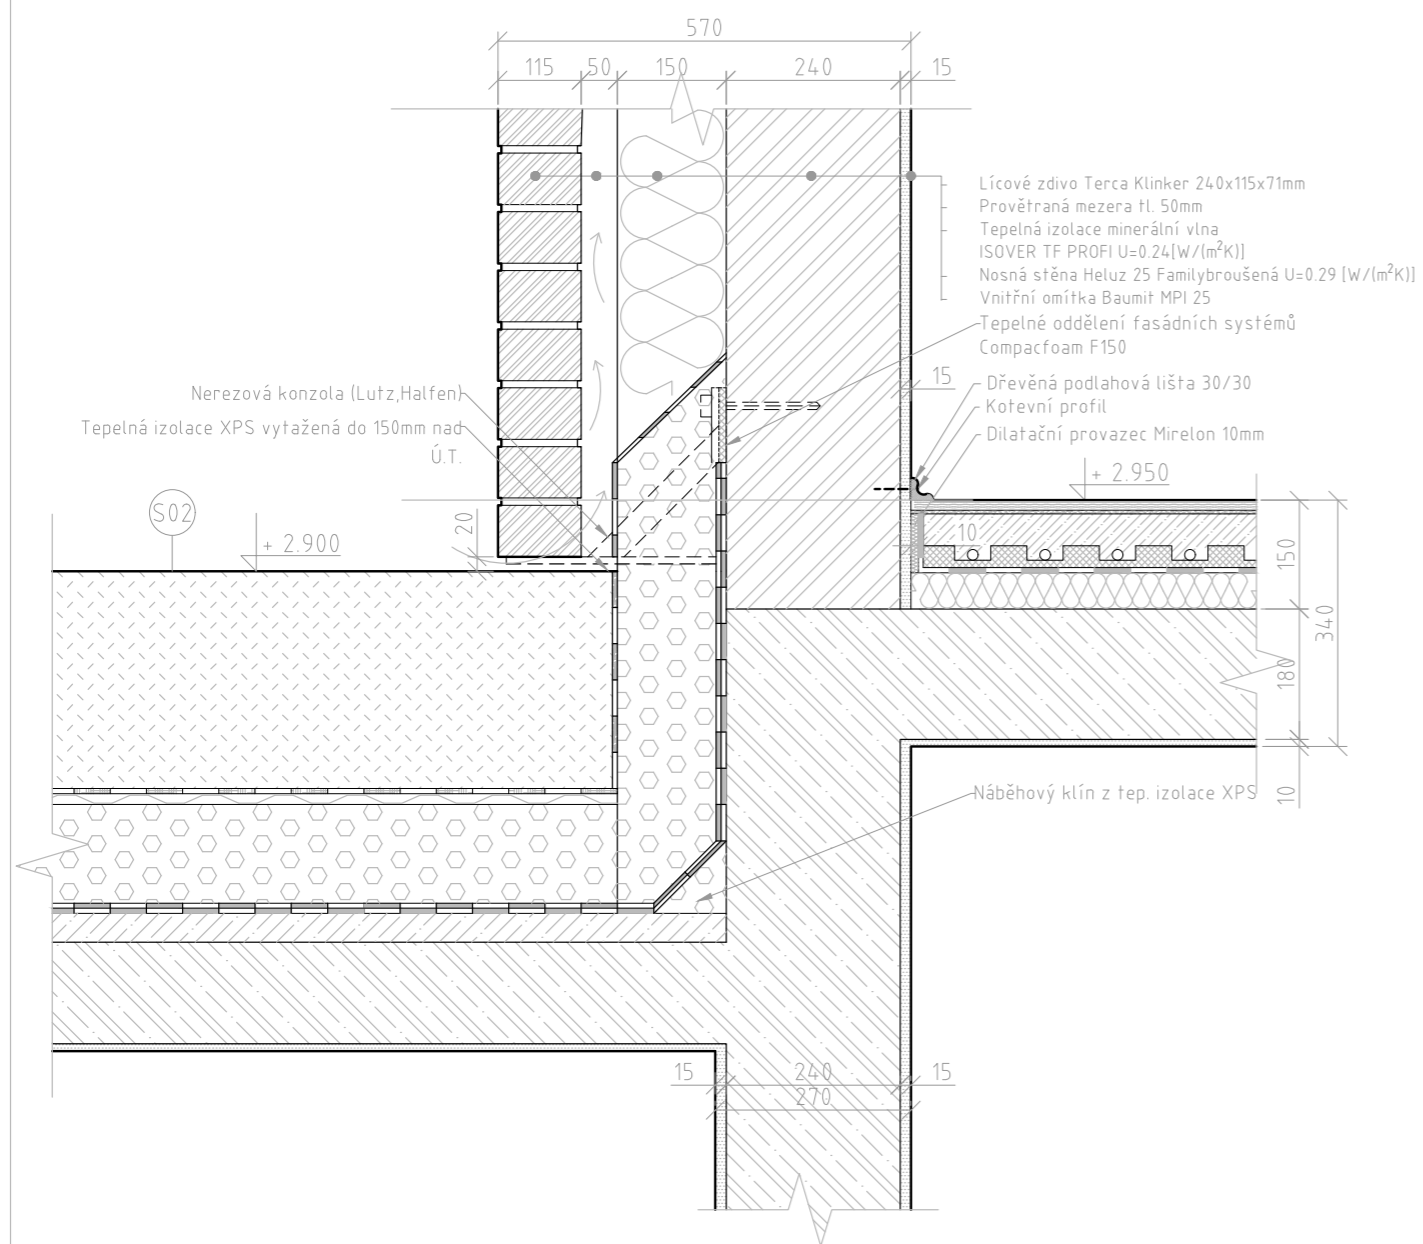 570
115
50
150
240
15
Lícové zdivo Terca Klinker 240x115x71mm
Provětraná mezera tl. 50mm
Tepelná izolace minerální vlna
ISOVER TF PROFI U=0.24[W/(m²K)]
Nosná stěna Heluz 25 Familybroušená U=0.29 [W/(m²K)]
Vnitřní omítka Baumit MPI 25
Tepelné oddělení fasádních systémů
Compacfoam F150
15
Dřevěná podlahová lišta 30/30
Kotevní profil
Dilatační provazec Mirelon 10mm
Nerezová konzola (Lutz,Halfen)
Tepelná izolace XPS vytažená do 150mm nad
Ú.T.
+ 2.950
S02
+ 2.900
20
10
150
340
180
10
Náběhový klín z tep. izolace XPS
15
240
15
270